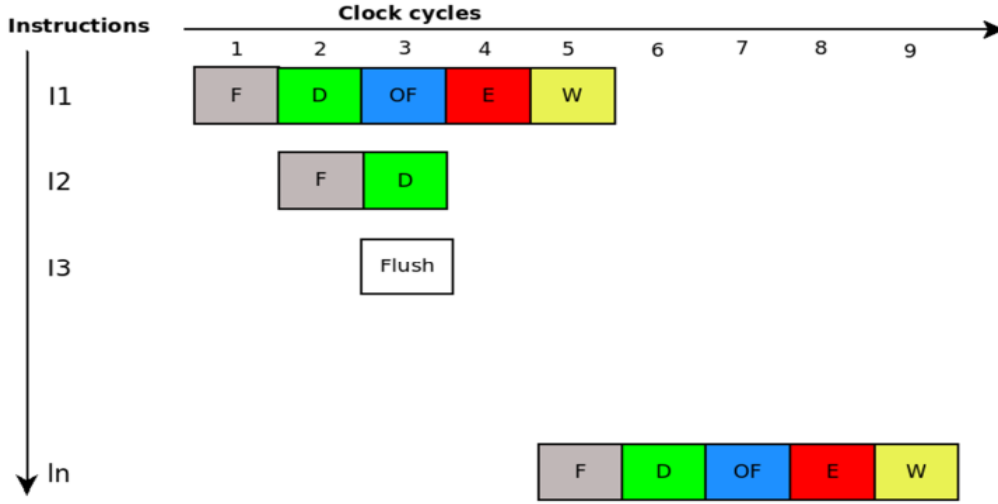 Clock cycles
Instructions
1 2 3 4 5 6 7 8 9
I1 F D OF E W
I2 F D
I3 Flush
In F D OF E W